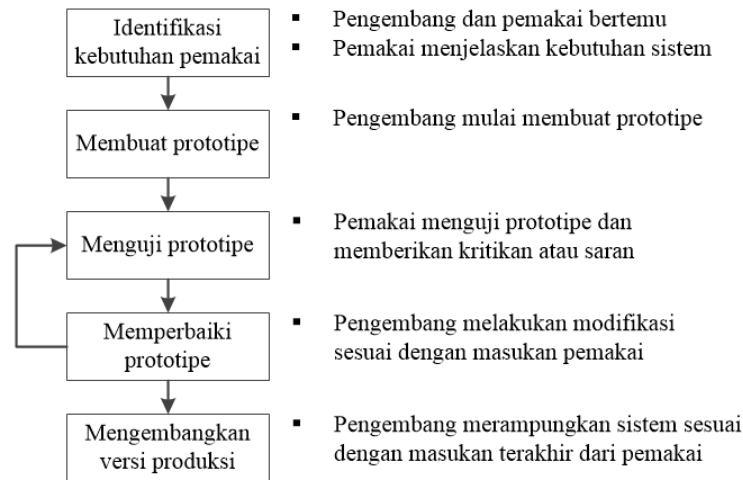 Identifikasi
kebutuhan pemakai
▪ Pengembang dan pemakai bertemu
▪ Pemakai menjelaskan kebutuhan sistem
Membuat prototipe
▪ Pengembang mulai membuat prototipe
Menguji prototipe
▪ Pemakai menguji prototipe dan
memberikan kritikan atau saran
Memperbaiki
prototipe
▪ Pengembang melakukan modifikasi
sesuai dengan masukan pemakai
Mengembangkan
versi produksi
▪ Pengembang merampungkan sistem sesuai
dengan masukan terakhir dari pemakai